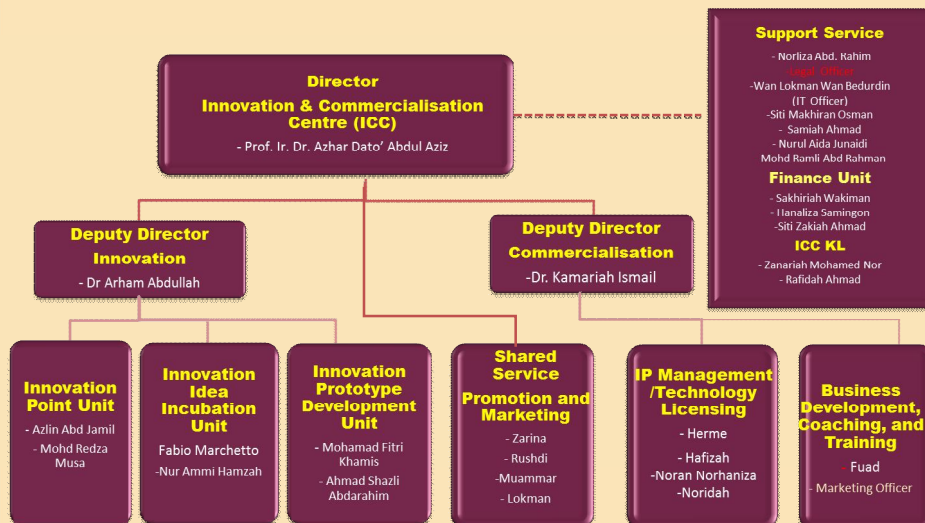 Director
Innovation & Commercialisation
Centre (ICC)
- Prof. Ir. Dr. Azhar Dato’ Abdul Aziz
Support Service
- Norliza Abd. Rahim
Legal Officer
-Wan Lokman Wan Bedurdin
(IT Officer)
-Siti Makhiran Osman
- Samiah Ahmad
- Nurul Aida Junaidi
Mohd Ramli Abd Rahman
Finance Unit
- Sakhiriah Wakiman
- Hanaliza Samingon
-Siti Zakiah Ahmad
ICC KL
- Zanariah Mohamed Nor
- Rafidah Ahmad
Deputy Director
Innovation
- Dr Arham Abdullah
Deputy Director
Commercialisation
-Dr. Kamariah Ismail
Innovation
Point Unit
- Azlin Abd Jamil
- Mohd Redza
Musa
Innovation
Idea
Incubation
Unit
Fabio Marchetto
-Nur Ammi Hamzah
Innovation
Prototype
Development
Unit
- Mohamad Fitri
Khamis
- Ahmad Shazli
Abdarahim
Shared
Service
Promotion and
Marketing
- Zarina
- Rushdi
-Muammar
- Lokman
IP Management
/Technology
Licensing
- Herme
- Hafizah
-Noran Norhaniza
-Noridah
Business
Development,
Coaching, and
Training
- Fuad
- Marketing Officer